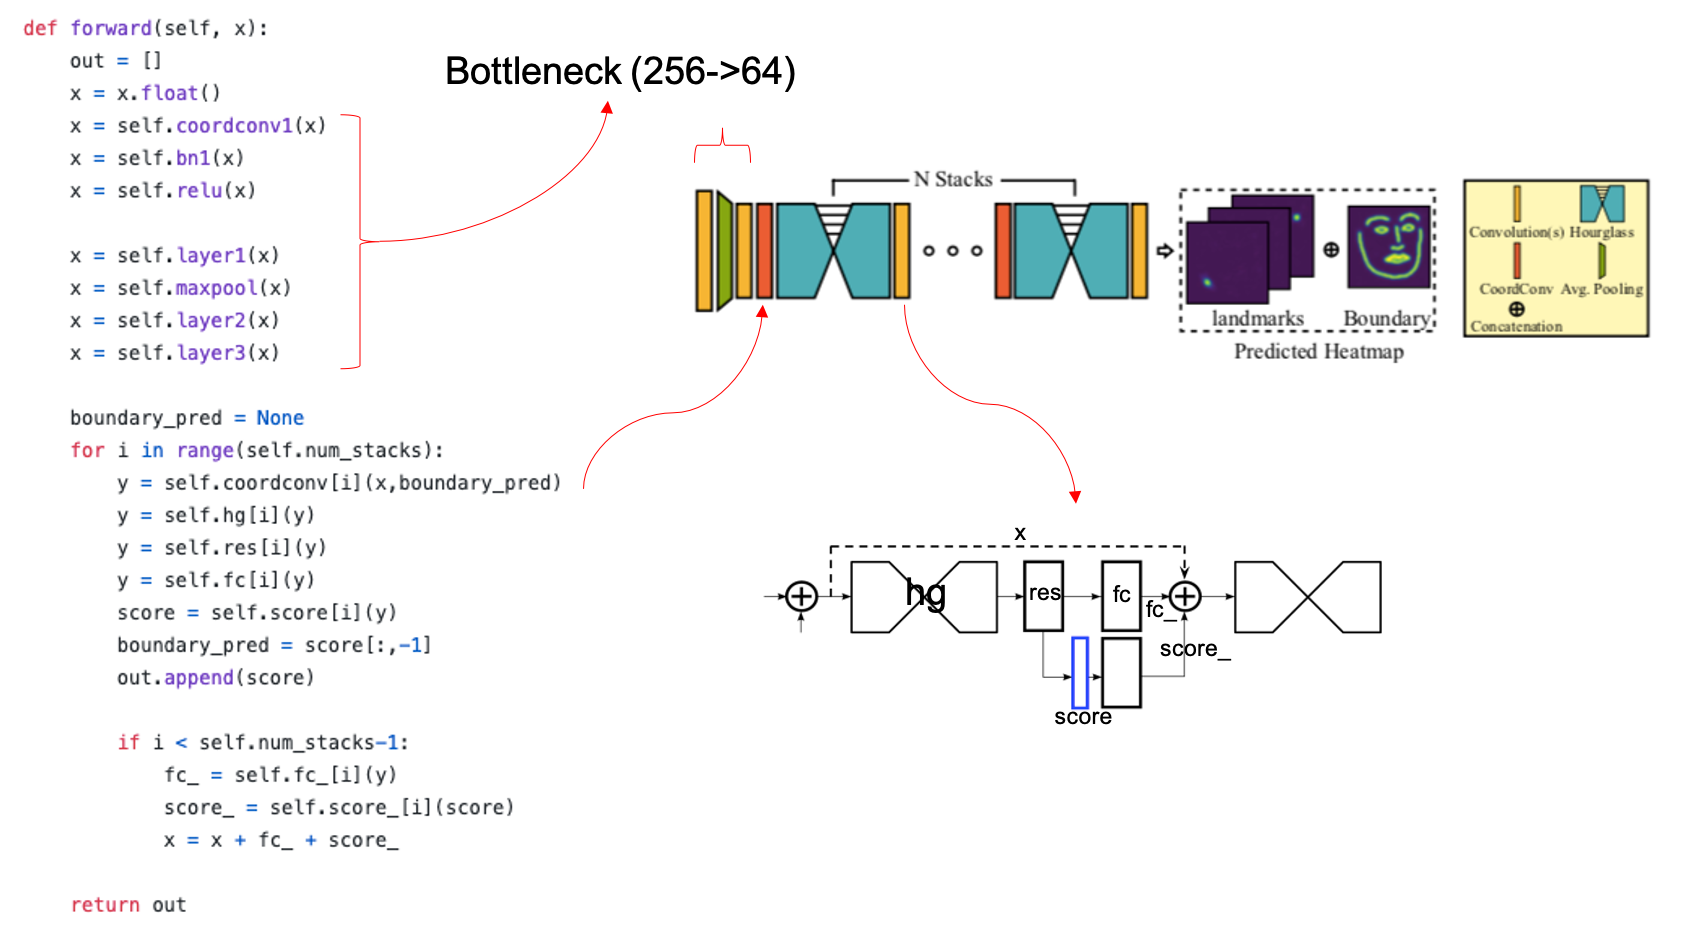 def forward(self, x):
out = []
x = x.float()
x = self.coordconv1(x)
x = self.bn1(x)
x = self.relu(x)
x = self.layer1(x)
x = self.maxpool(x)
x = self.layer2(x)
x = self.layer3(x)
boundary_pred = None
for i in range(self.num_stacks):
y = self.coordconv[i](x,boundary_pred)
y = self.hg[i](y)
y = self.res[i](y)
y = self.fc[i](y)
score = self.score[i](y)
boundary_pred = score[:,-1]
out.append(score)
if i < self.num_stacks-1:
fc_ = self.fc_[i](y)
score_ = self.score_[i](score)
x = x + fc_ + score_
return out
Bottleneck (256->64)
N Stacks
landmarks
Boundary
Predicted Heatmap
Convolution(s) Hourglass
CoordConv Avg. Pooling
Concatenation
x
hg
res
fc
fc_
score_
score